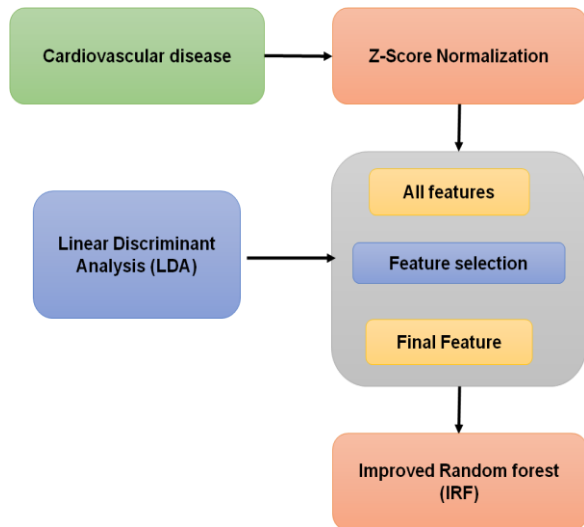 Cardiovascular disease
Z-Score Normalization
All features
Linear Discriminant
Analysis (LDA)
Feature selection
Final Feature
Improved Random forest
(IRF)